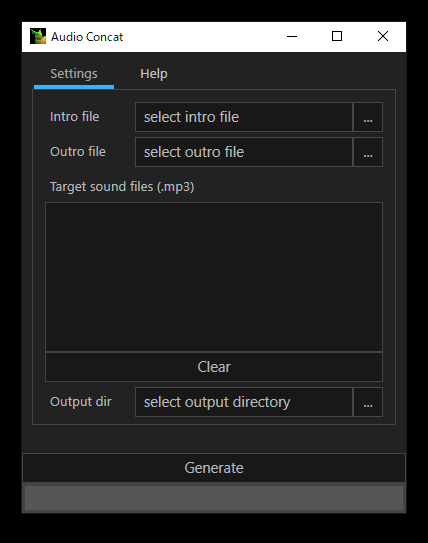 Audio Concat
Settings Help
Intro file select intro file ...
Outro file select outro file ...
Target sound files (.mp3)
Clear
Output dir select output directory ...
Generate